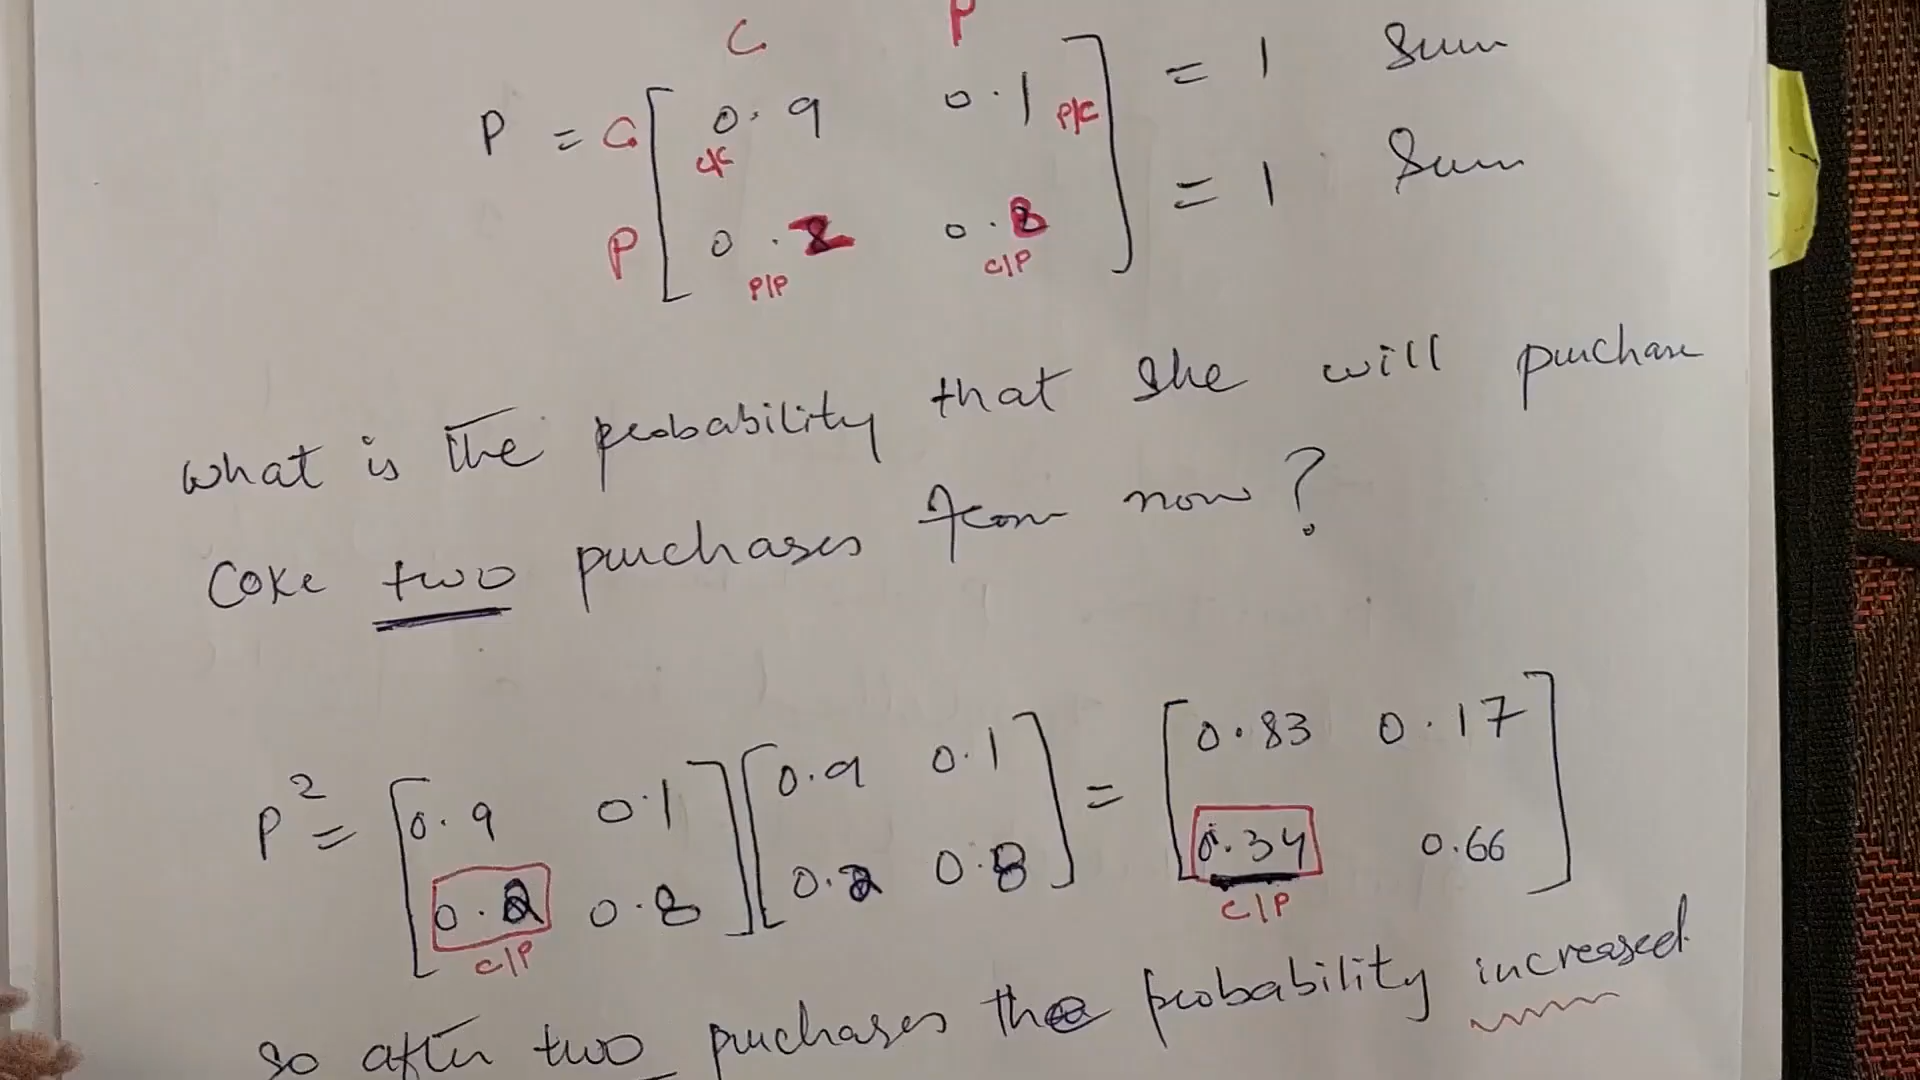 C P
P = C [ 0.9 0.1 ] = 1 Sum
C/C P/C
P [ 0.2 0.8 ] = 1 Sum
P/P C/P
what is the probability that she will purchase
Coke two purchases from now?
P² = [ 0.9 0.1 ] [ 0.9 0.1 ] = [ 0.83 0.17 ]
[ 0.2 0.8 ] [ 0.2 0.8 ] [ 0.34 0.66 ]
C/P C/P
so after two purchases the probability increased